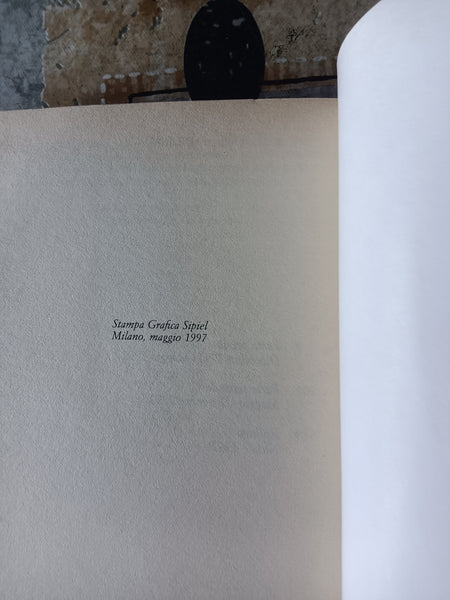 Stampa Grafica Sipiel
Milano, maggio 1997